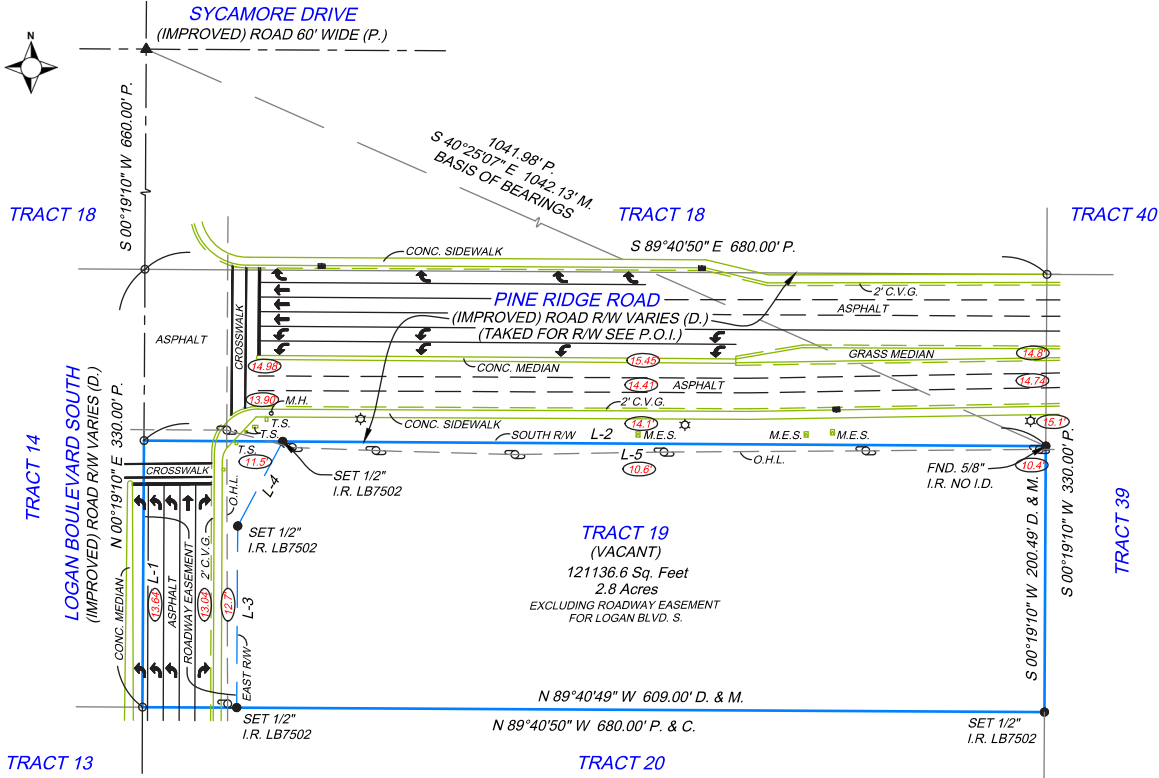 SYCAMORE DRIVE
(IMPROVED) ROAD 60' WIDE (P.)
N
S 00°19'10" W 660.00' P.
1041.98' P.
S 40°25'07" E 1042.13' M.
BASIS OF BEARINGS
TRACT 18
TRACT 18
TRACT 40
S 89°40'50" E 680.00' P.
CONC. SIDEWALK
2' C.V.G.
PINE RIDGE ROAD
(IMPROVED) ROAD R/W VARIES (D.)
(TAKED FOR R/W SEE P.O.I.)
ASPHALT
ASPHALT
CROSSWALK
GRASS MEDIAN
14.8'
14.98
15.45
CONC. MEDIAN
14.41
ASPHALT
14.74
13.90
M.H.
2' C.V.G.
CONC. SIDEWALK
14.1'
15.1'
T.S.
T.S.
T.S.
SOUTH R/W
L-2
M.E.S.
M.E.S.
M.E.S.
L-5
O.H.L.
11.5'
10.6'
10.4'
SET 1/2"
I.R. LB7502
FND. 5/8"
I.R. NO I.D.
CROSSWALK
L-4
O.H.L.
TRACT 14
LOGAN BOULEVARD SOUTH
(IMPROVED) ROAD R/W VARIES (D.)
N 00°19'10" E 330.00' P.
SET 1/2"
I.R. LB7502
TRACT 19
(VACANT)
121136.6 Sq. Feet
2.8 Acres
EXCLUDING ROADWAY EASEMENT
FOR LOGAN BLVD. S.
S 00°19'10" W 200.49' D. & M.
S 00°19'10" W 330.00' P.
TRACT 39
CONC. MEDIAN
L-1
13.64
ASPHALT
ROADWAY EASEMENT
2' C.V.G.
13.04
12.7'
L-3
EAST R/W
N 89°40'49" W 609.00' D. & M.
N 89°40'50" W 680.00' P. & C.
SET 1/2"
I.R. LB7502
SET 1/2"
I.R. LB7502
TRACT 13
TRACT 20